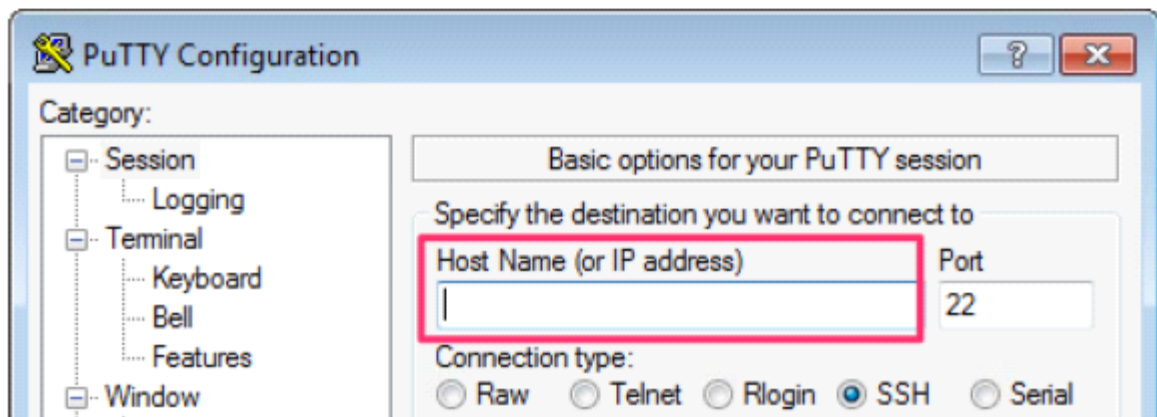 PuTTY Configuration
?
Category:
Session
Logging
Terminal
Keyboard
Bell
Features
Window
Basic options for your PuTTY session
Specify the destination you want to connect to
Host Name (or IP address) Port
22
Connection type:
Raw Telnet Rlogin SSH Serial